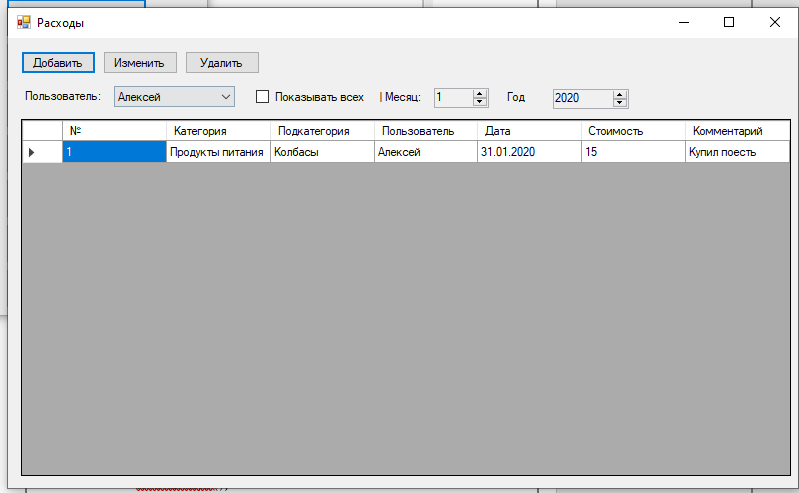 Расходы
Добавить Изменить Удалить
Пользователь: Алексей Показывать всех | Месяц: 1 Год 2020
№ Категория Подкатегория Пользователь Дата Стоимость Комментарий
1 Продукты питания Колбасы Алексей 31.01.2020 15 Купил поесть